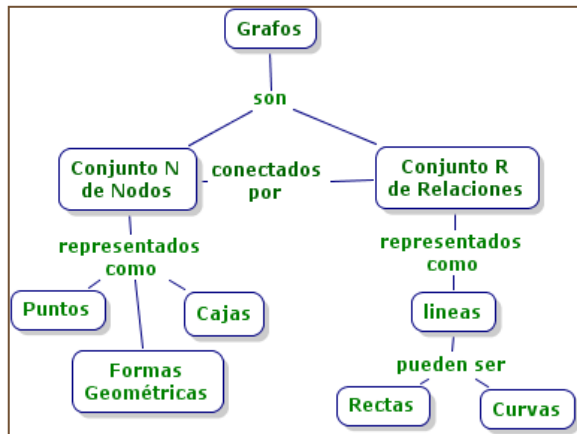 Grafos
son
Conjunto N
de Nodos
conectados
por
Conjunto R
de Relaciones
representados
como
representados
como
Puntos
Cajas
lineas
Formas
Geométricas
pueden ser
Rectas
Curvas